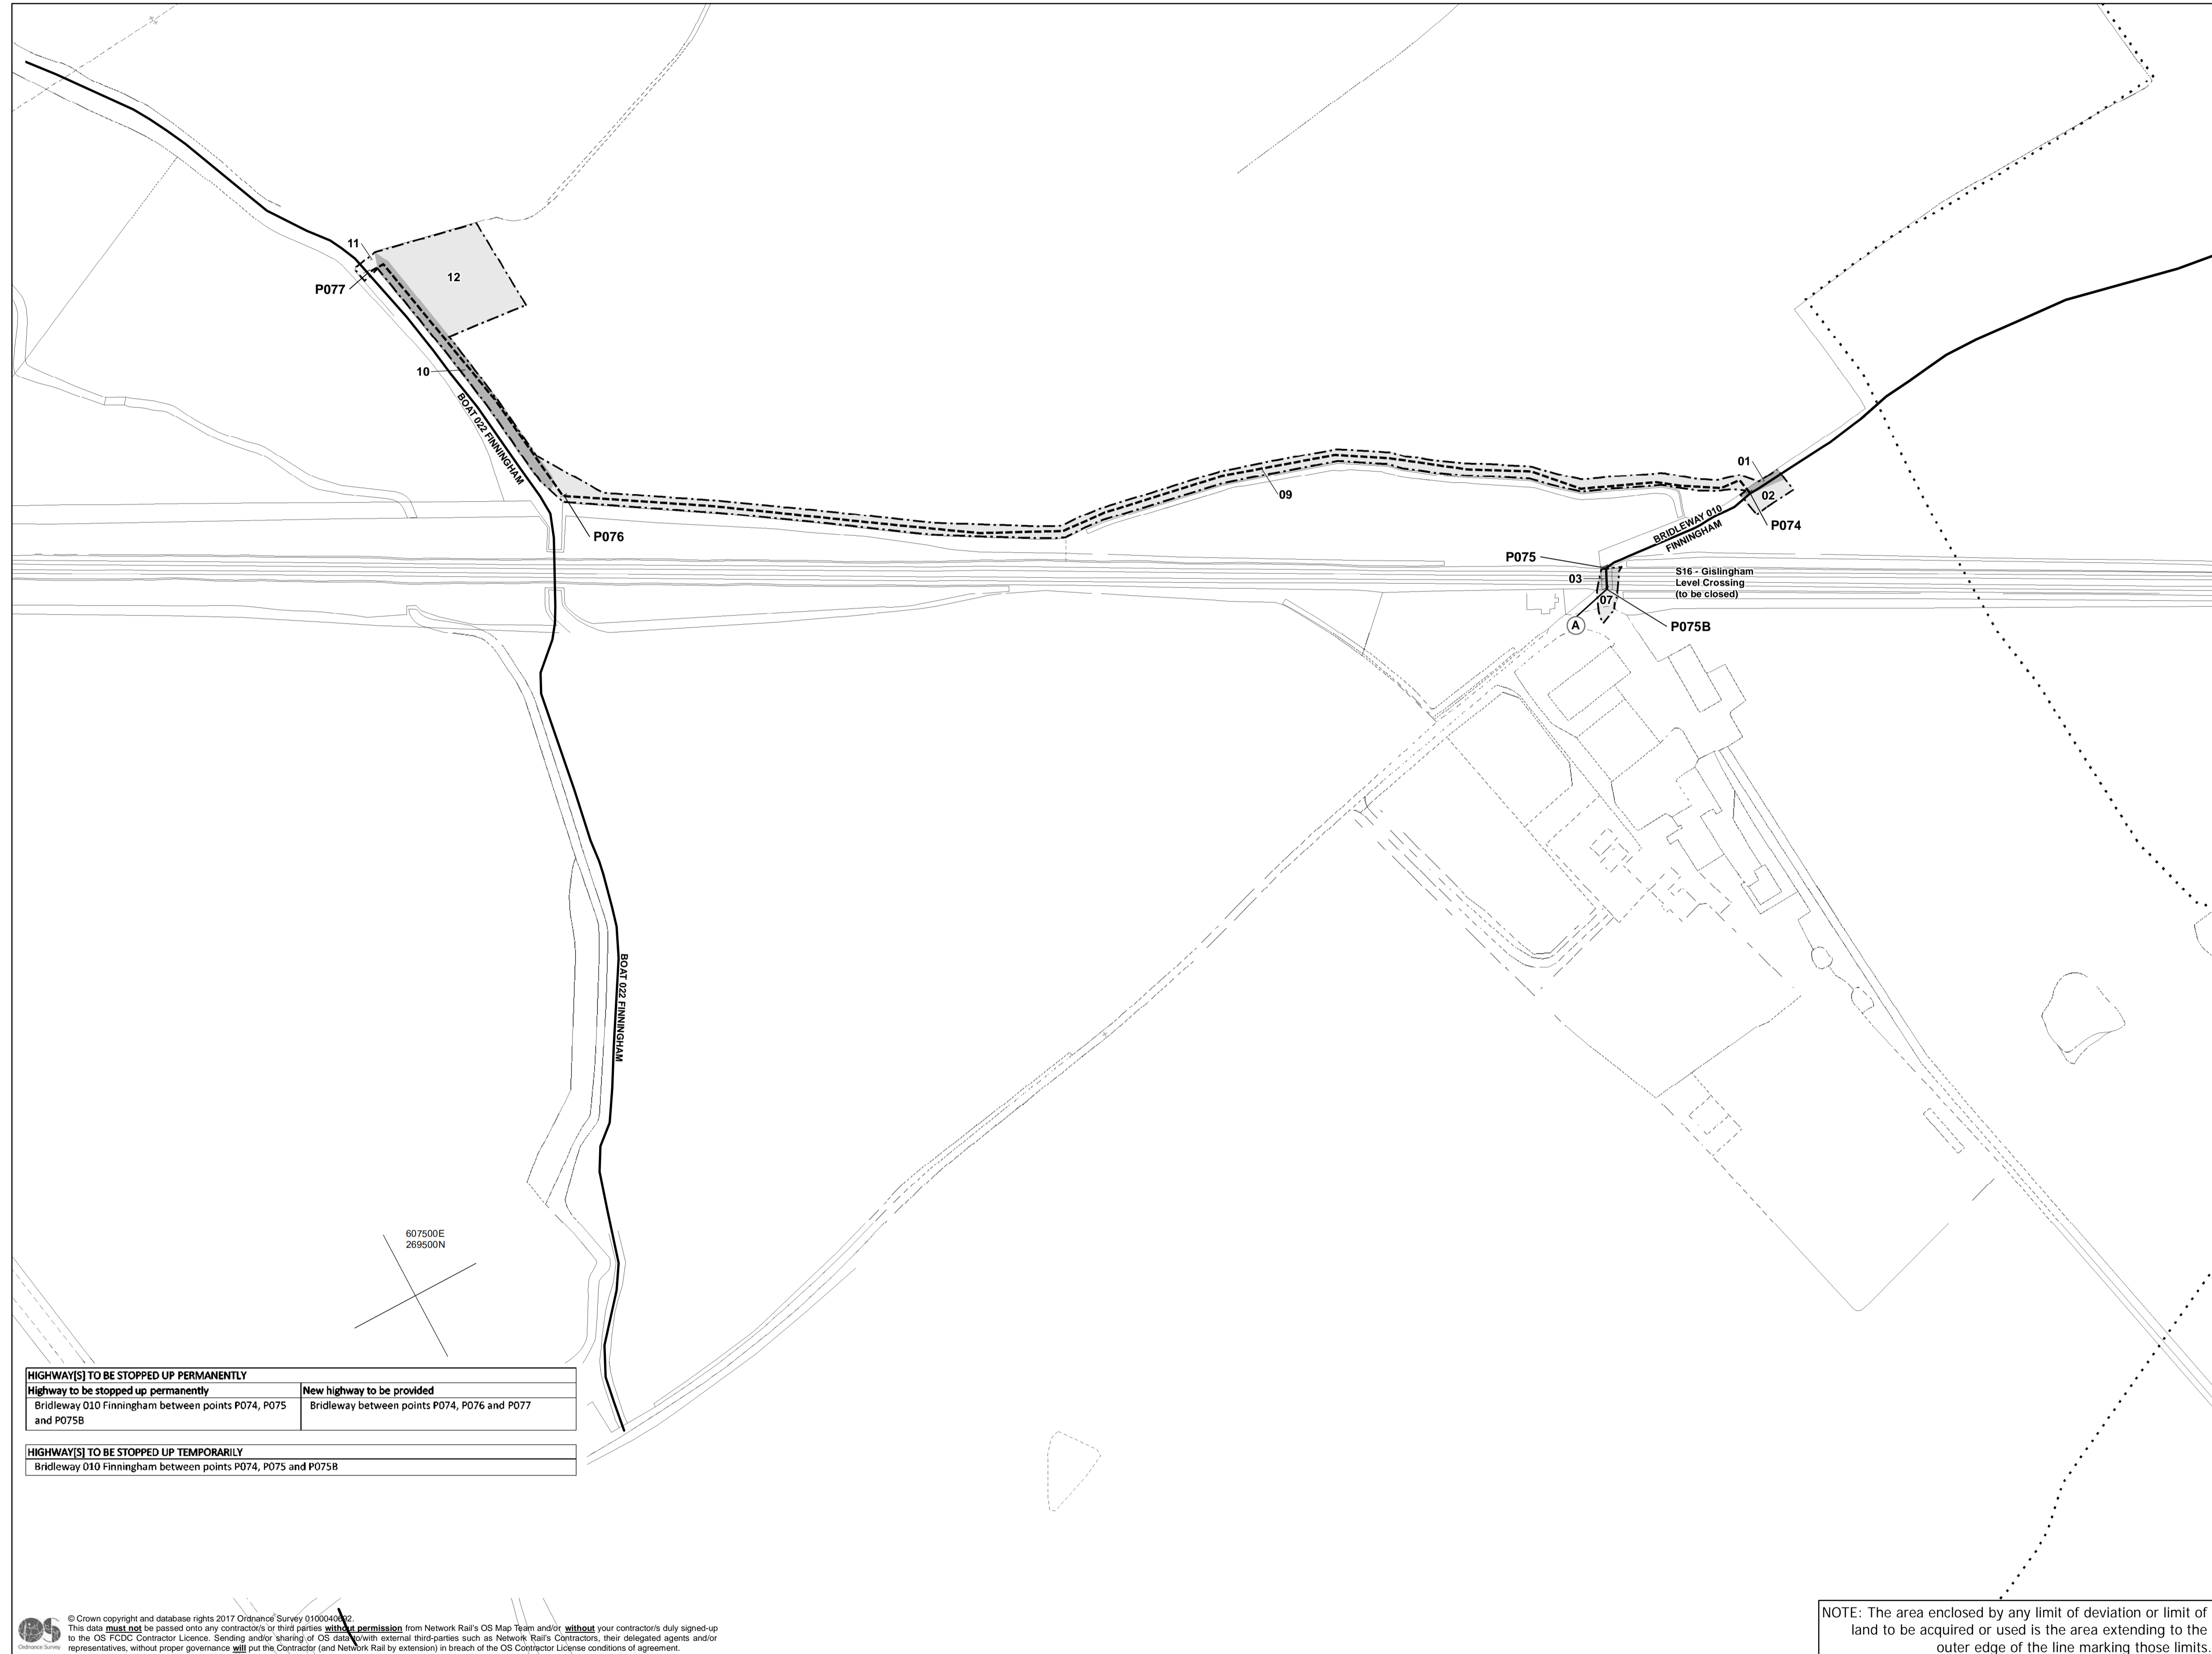 11
12
P077
10
BOAT 022 FINNINGHAM
01
02
09
P074
P076
BRIDLEWAY 010
FINNINGHAM
P075
03
S16 - Gislingham
Level Crossing
(to be closed)
07
A
P075B
BOAT 022 FINNINGHAM
607500E
269500N
HIGHWAY[S] TO BE STOPPED UP PERMANENTLY
Highway to be stopped up permanently New highway to be provided
Bridleway 010 Finningham between points P074, P075 Bridleway between points P074, P076 and P077
and P075B
HIGHWAY[S] TO BE STOPPED UP TEMPORARILY
Bridleway 010 Finningham between points P074, P075 and P075B
OS
Ordnance Survey
© Crown copyright and database rights 2017 Ordnance Survey 0100040692.
This data must not be passed onto any contractor/s or third parties without permission from Network Rail's OS Map Team and/or without your contractor/s duly signed-up
to the OS FCDC Contractor Licence. Sending and/or sharing of OS data to/with external third-parties such as Network Rail's Contractors, their delegated agents and/or
representatives, without proper governance will put the Contractor (and Network Rail by extension) in breach of the OS Contractor License conditions of agreement.
NOTE: The area enclosed by any limit of deviation or limit of
land to be acquired or used is the area extending to the
outer edge of the line marking those limits.